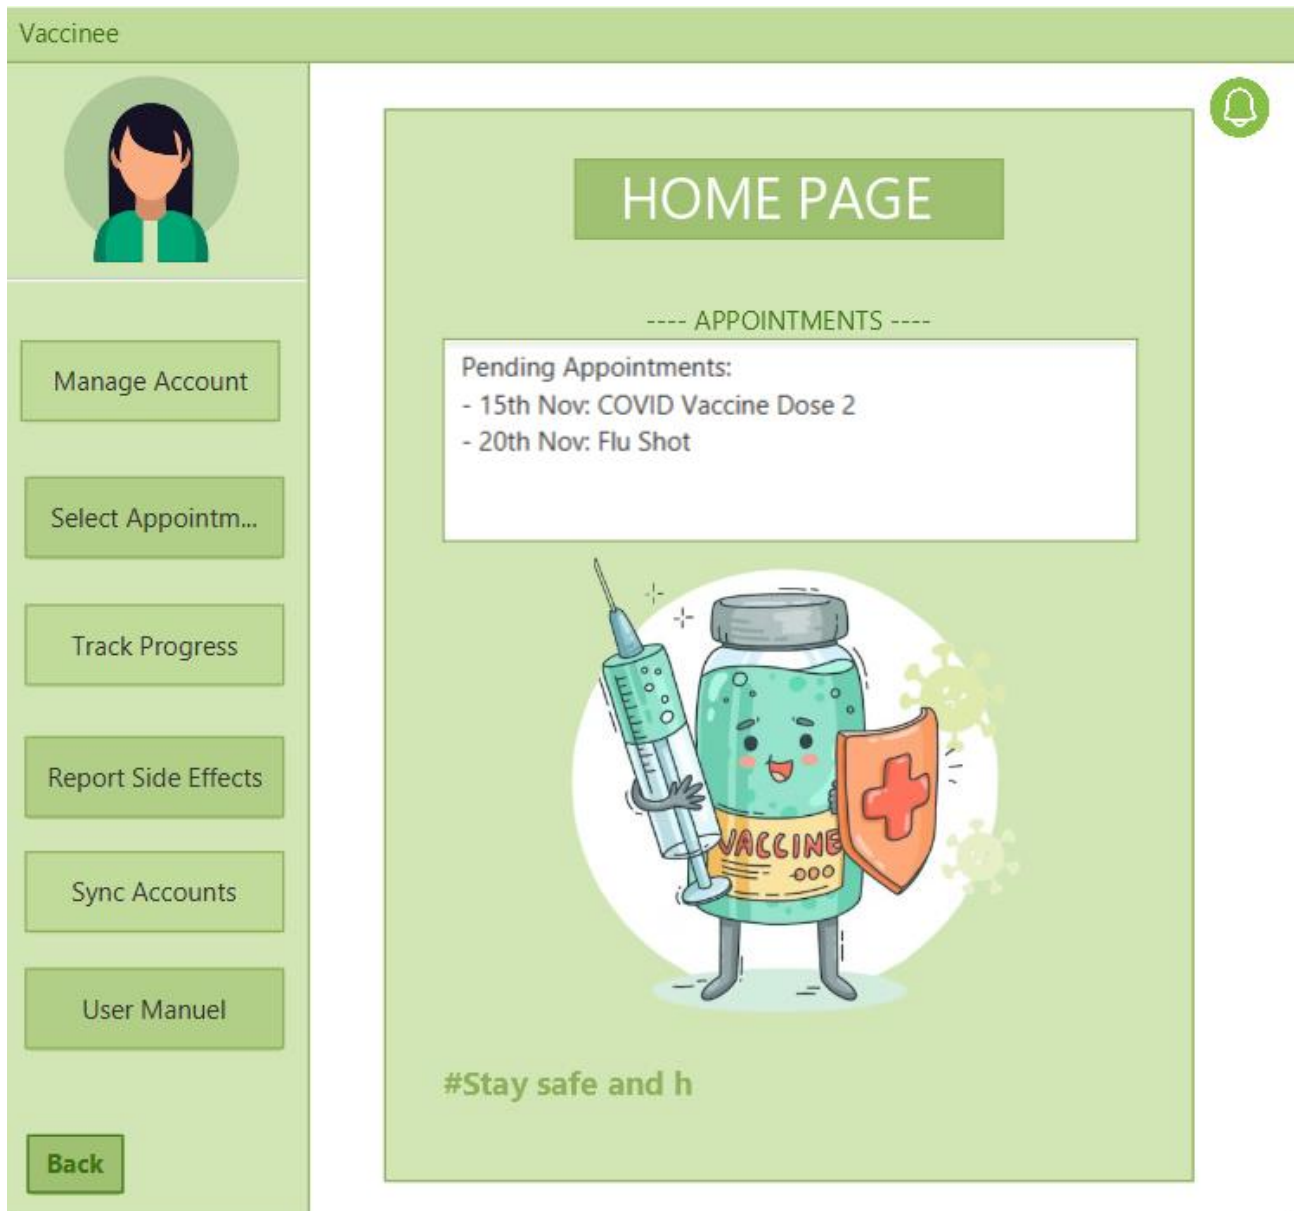 Vaccinee
HOME PAGE
---- APPOINTMENTS ----
Pending Appointments:
- 15th Nov: COVID Vaccine Dose 2
- 20th Nov: Flu Shot
Manage Account
Select Appointm...
Track Progress
Report Side Effects
Sync Accounts
User Manuel
Back
VACCINE
#Stay safe and h